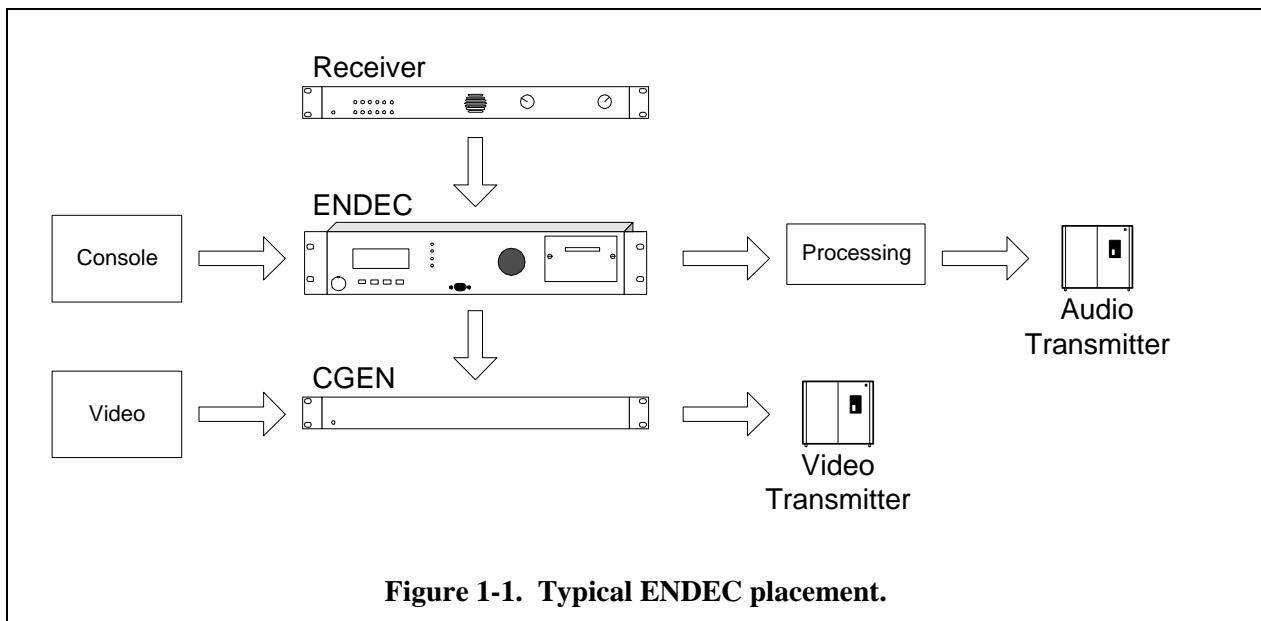 Receiver
ENDEC
Console
Processing
Audio
Transmitter
CGEN
Video
Video
Transmitter
Figure 1-1. Typical ENDEC placement.